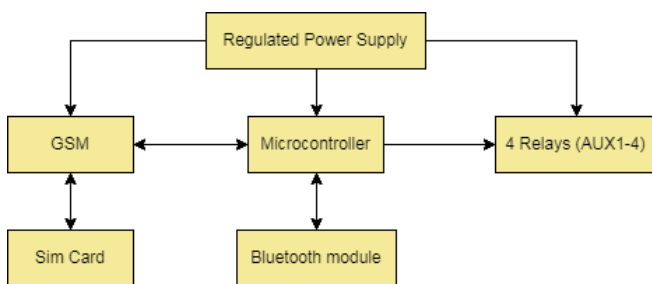 Regulated Power Supply
GSM
Microcontroller
4 Relays (AUX1-4)
Sim Card
Bluetooth module